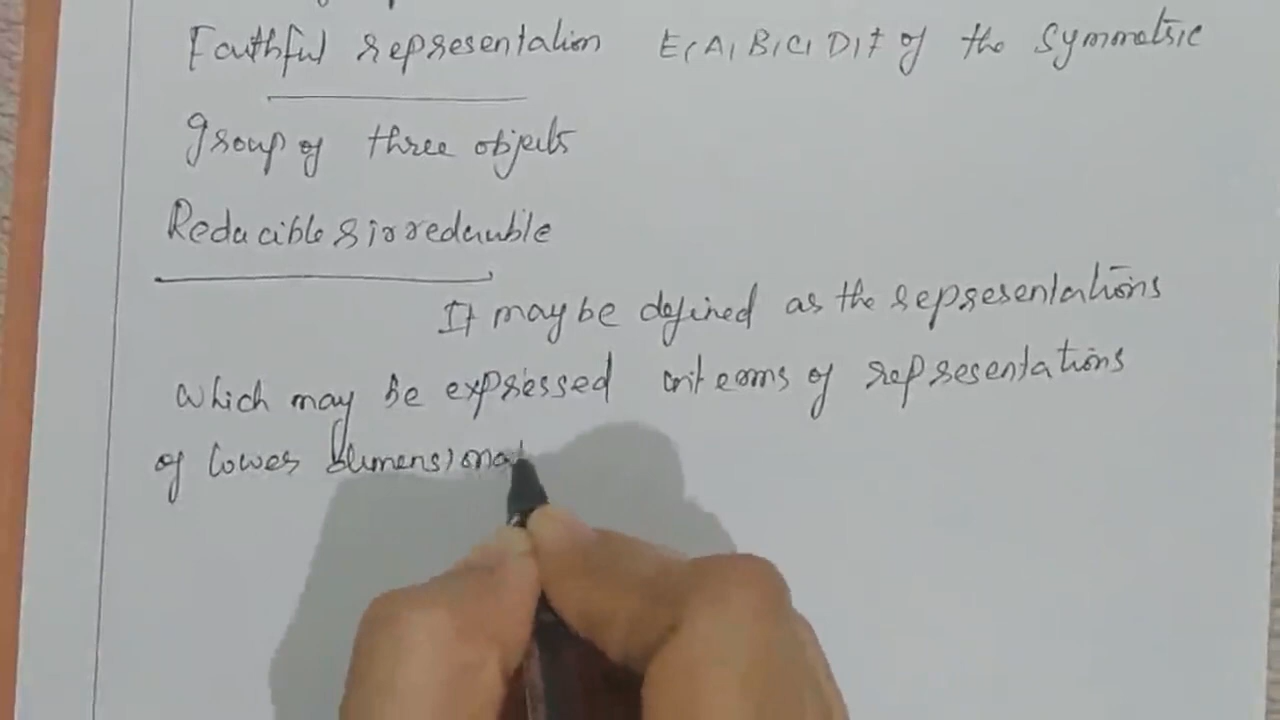 Faithful representation E, A, B, C, D, F of the Symmetric
group of three objects
Reducible & irreducible
It may be defined as the representations
which may be expressed in terms of representations
of lower dimensional